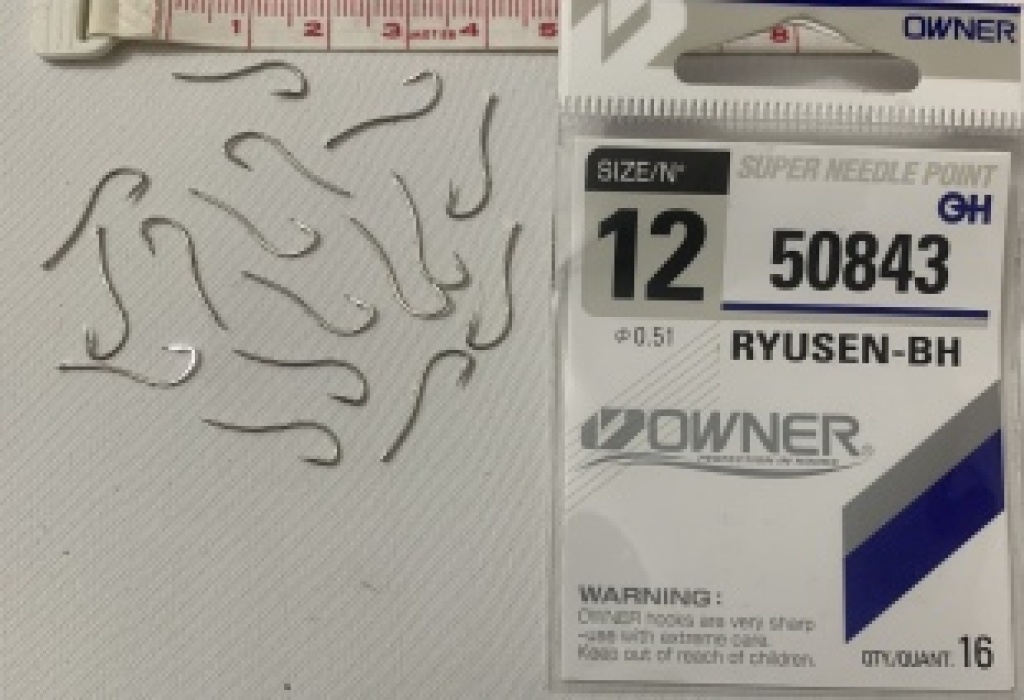 1 2 3 4 5
8
OWNER
SIZE/Nº
12
SUPER NEEDLE POINT
50843
Φ0.51
RYUSEN-BH
OWNER®
WARNING:
OWNER hooks are very sharp
-use with extreme care.
Keep out of reach of children.
QTY./QUANT. 16